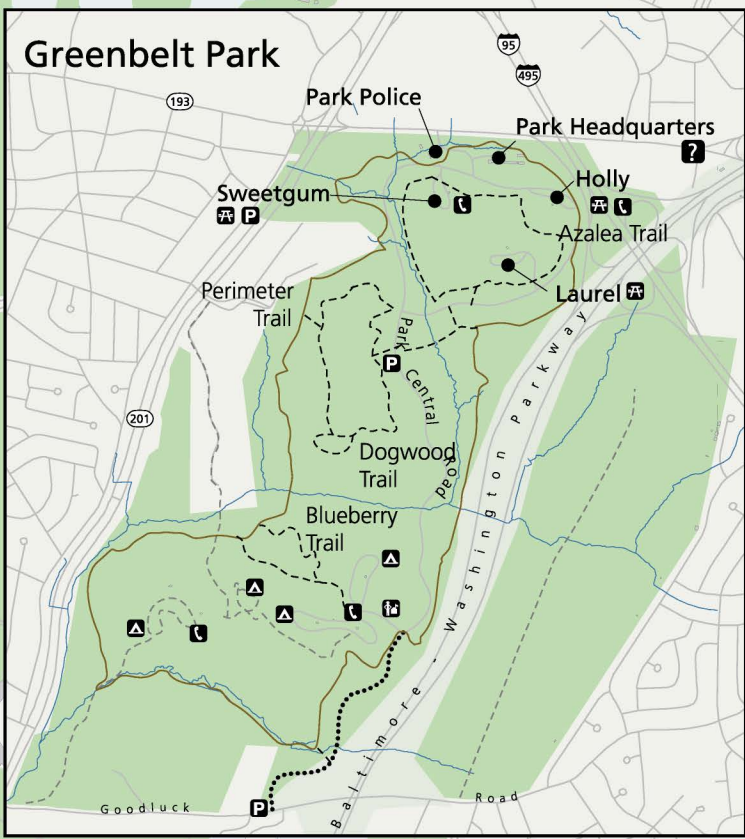 Greenbelt Park
95
495
193
Park Police
Park Headquarters
?
Sweetgum
P
Holly
Azalea Trail
Laurel
Perimeter
Trail
Park Central Road
P
201
Dogwood
Trail
Blueberry
Trail
Baltimore - Washington Parkway
Goodluck Road
P